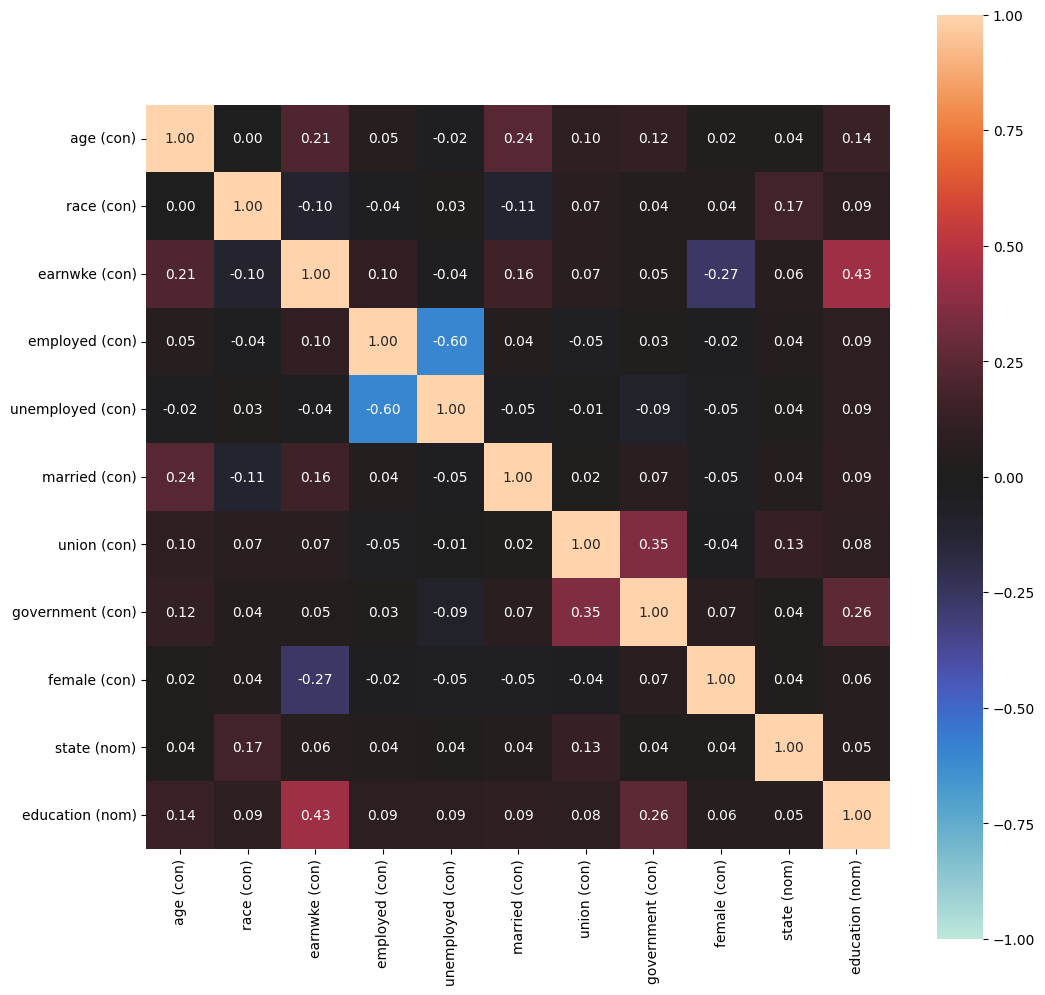 age (con) 1.00 0.00 0.21 0.05 -0.02 0.24 0.10 0.12 0.02 0.04 0.14
race (con) 0.00 1.00 -0.10 -0.04 0.03 -0.11 0.07 0.04 0.04 0.17 0.09
earnwke (con) 0.21 -0.10 1.00 0.10 -0.04 0.16 0.07 0.05 -0.27 0.06 0.43
employed (con) 0.05 -0.04 0.10 1.00 -0.60 0.04 -0.05 0.03 -0.02 0.04 0.09
unemployed (con) -0.02 0.03 -0.04 -0.60 1.00 -0.05 -0.01 -0.09 -0.05 0.04 0.09
married (con) 0.24 -0.11 0.16 0.04 -0.05 1.00 0.02 0.07 -0.05 0.04 0.09
union (con) 0.10 0.07 0.07 -0.05 -0.01 0.02 1.00 0.35 -0.04 0.13 0.08
government (con) 0.12 0.04 0.05 0.03 -0.09 0.07 0.35 1.00 0.07 0.04 0.26
female (con) 0.02 0.04 -0.27 -0.02 -0.05 -0.05 -0.04 0.07 1.00 0.04 0.06
state (nom) 0.04 0.17 0.06 0.04 0.04 0.04 0.13 0.04 0.04 1.00 0.05
education (nom) 0.14 0.09 0.43 0.09 0.09 0.09 0.08 0.26 0.06 0.05 1.00
age (con)
race (con)
earnwke (con)
employed (con)
unemployed (con)
married (con)
union (con)
government (con)
female (con)
state (nom)
education (nom)
1.00
0.75
0.50
0.25
0.00
−0.25
−0.50
−0.75
−1.00